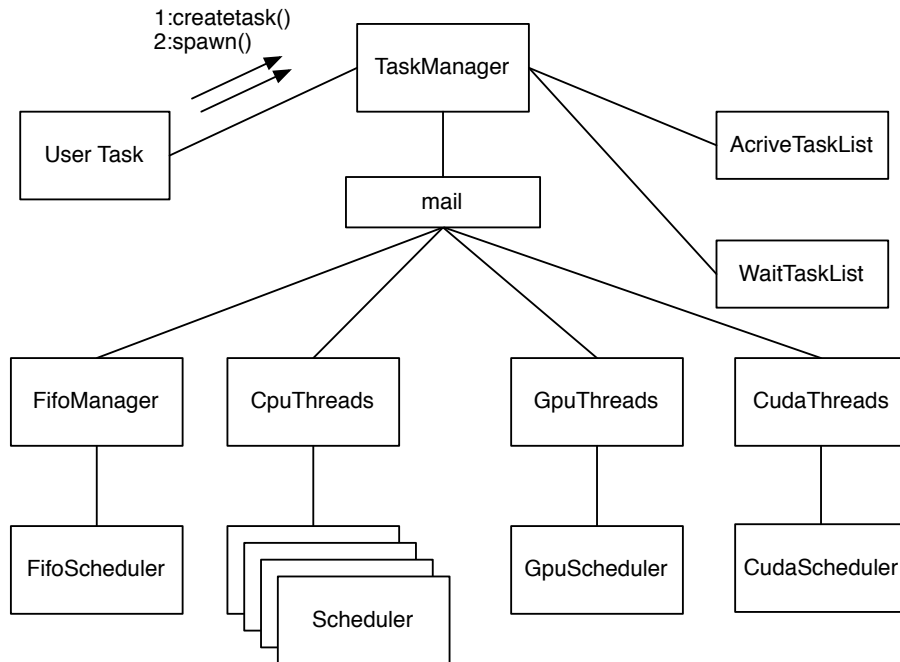 1:createtask()
2:spawn()
TaskManager
User Task
AcriveTaskList
mail
WaitTaskList
FifoManager
CpuThreads
GpuThreads
CudaThreads
FifoScheduler
GpuScheduler
CudaScheduler
Scheduler